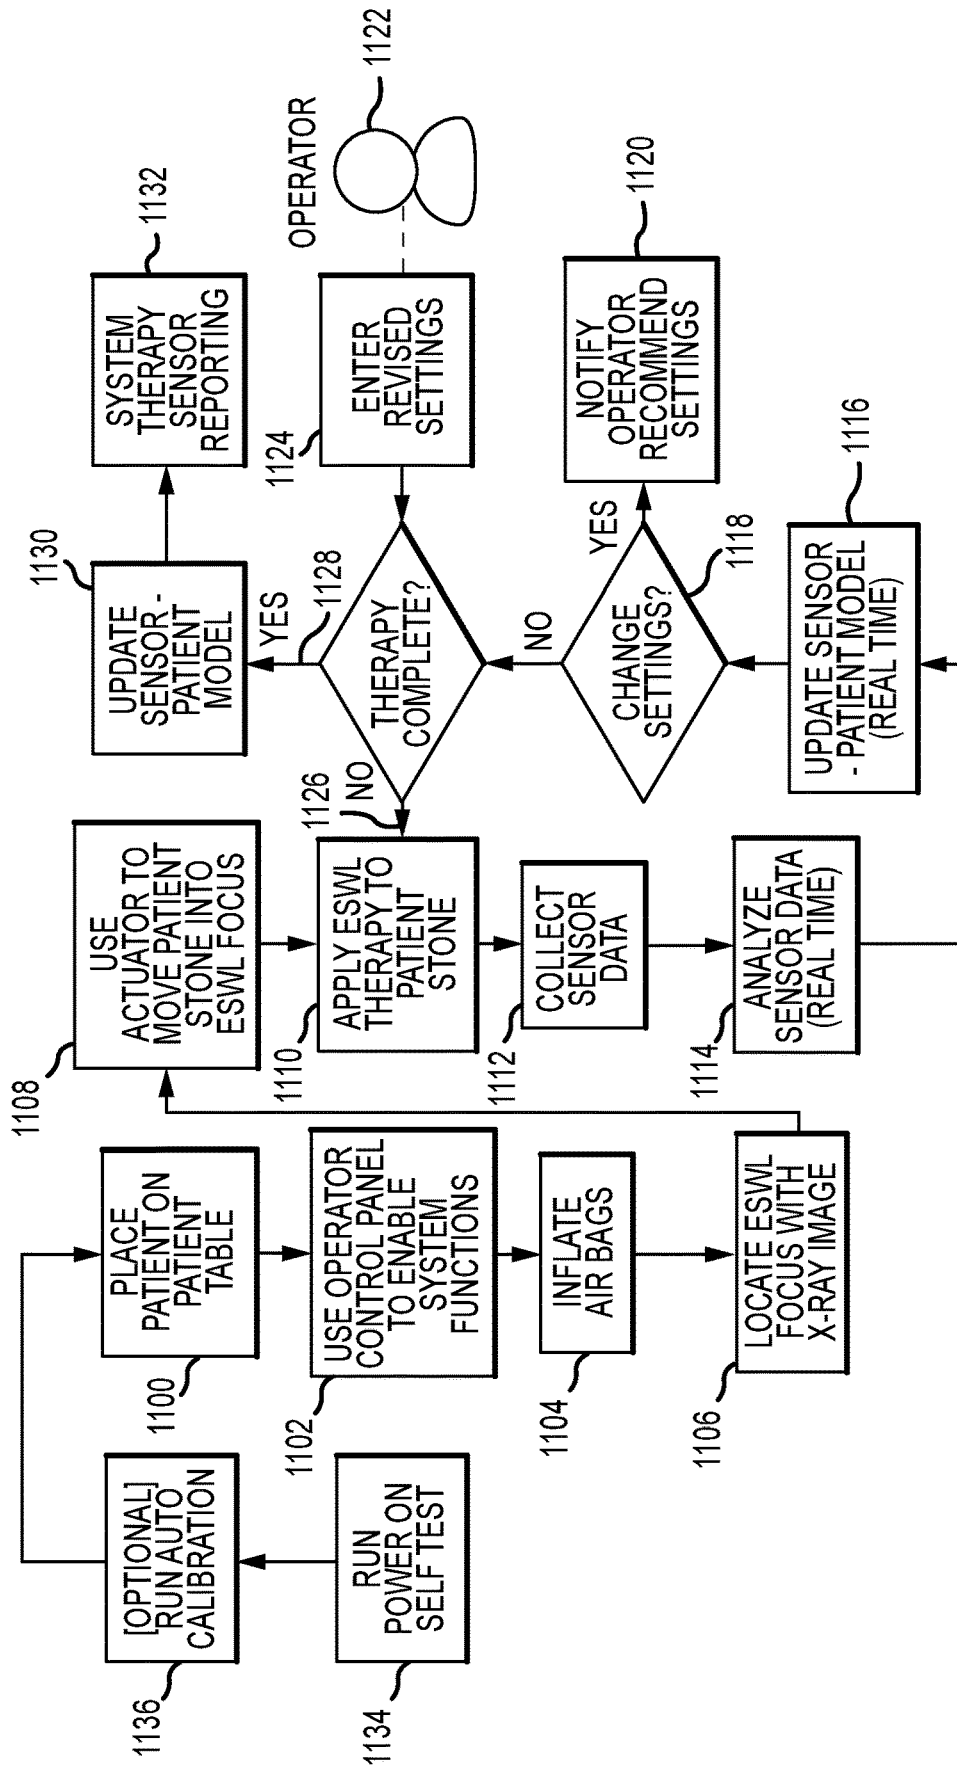 1134
RUN
POWER ON
SELF TEST
1136
[OPTIONAL]
RUN AUTO
CALIBRATION
1100
PLACE
PATIENT ON
PATIENT
TABLE
1102
USE OPERATOR
CONTROL PANEL
TO ENABLE
SYSTEM
FUNCTIONS
1104
INFLATE
AIR BAGS
1106
LOCATE ESWL
FOCUS WITH
X-RAY IMAGE
1108
USE
ACTUATOR TO
MOVE PATIENT
STONE INTO
ESWL FOCUS
1110
APPLY ESWL
THERAPY TO
PATIENT
STONE
1112
COLLECT
SENSOR
DATA
1114
ANALYZE
SENSOR DATA
(REAL TIME)
1116
UPDATE SENSOR
- PATIENT MODEL
(REAL TIME)
1118
CHANGE
SETTINGS?
YES
NO
1120
NOTIFY
OPERATOR
RECOMMEND
SETTINGS
OPERATOR
1122
1124
ENTER
REVISED
SETTINGS
THERAPY
COMPLETE?
1126
NO
1128
YES
1130
UPDATE
SENSOR -
PATIENT
MODEL
1132
SYSTEM
THERAPY
SENSOR
REPORTING